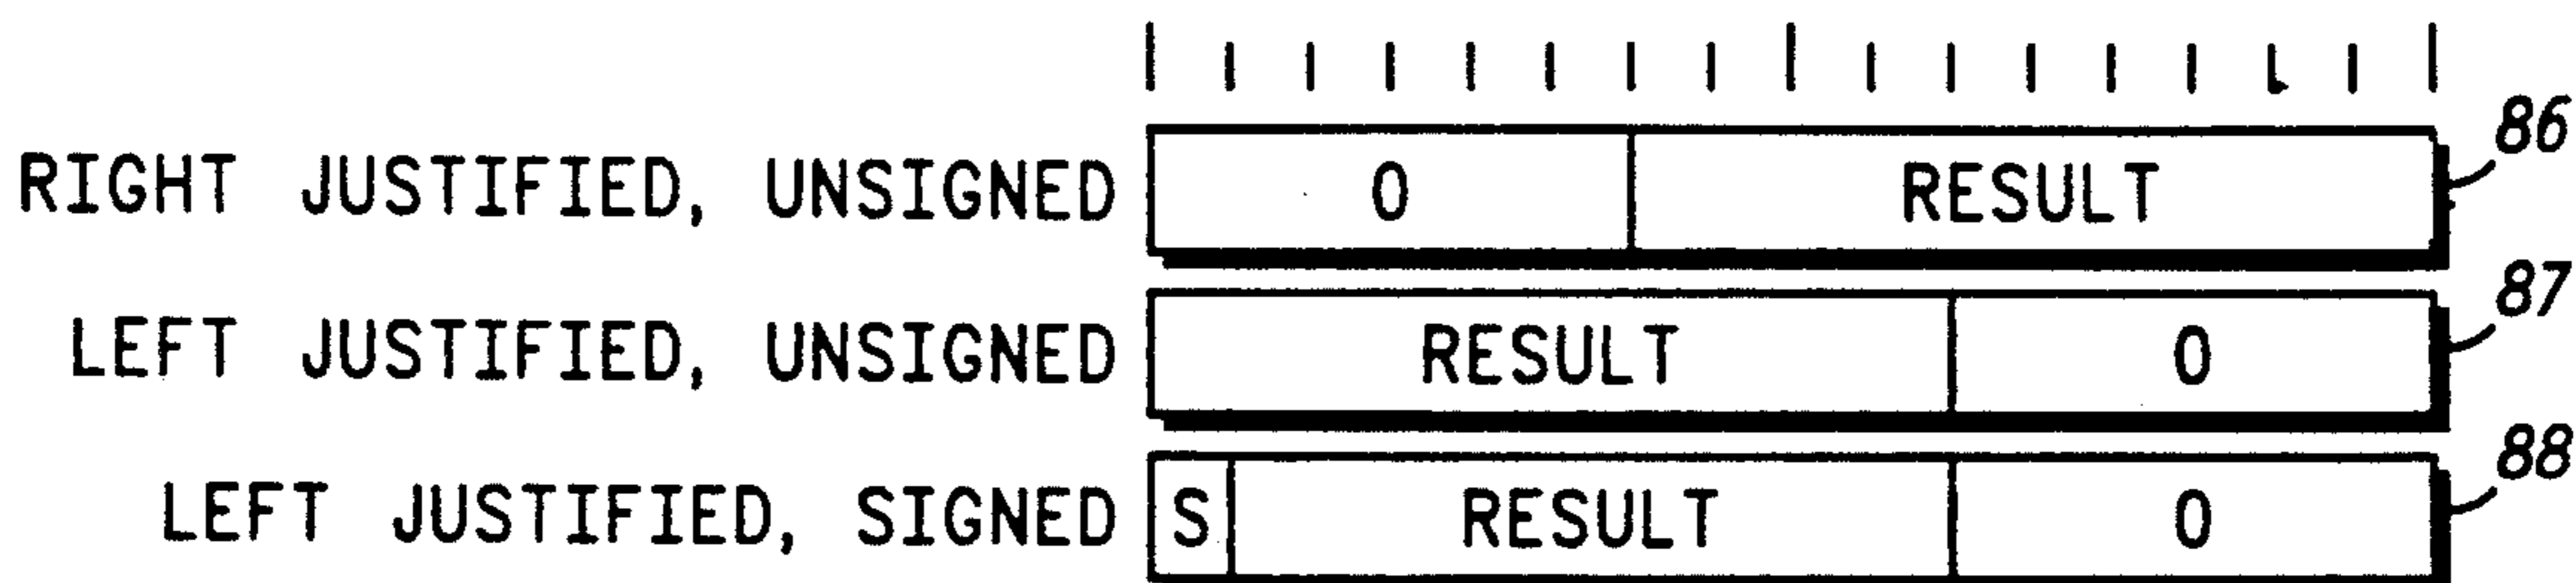 RIGHT JUSTIFIED, UNSIGNED 0 RESULT 86
LEFT JUSTIFIED, UNSIGNED RESULT 0 87
LEFT JUSTIFIED, SIGNED S RESULT 0 88